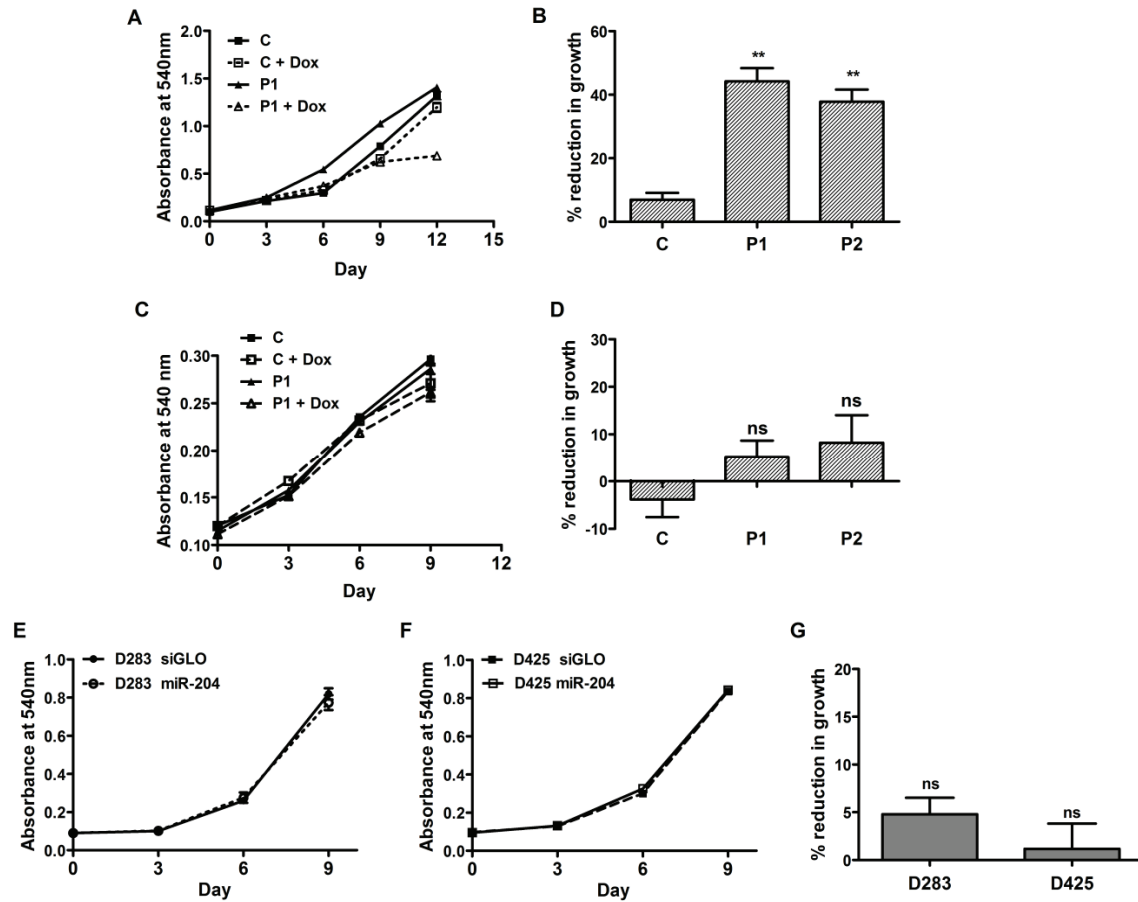 A
C
C + Dox
P1
P1 + Dox
Absorbance at 540nm
2.0
1.5
1.0
0.5
0.0
0 3 6 9 12 15
Day
B
% reduction in growth
60
40
20
0
**
**
C P1 P2
C
C
C + Dox
P1
P1 + Dox
Absorbance at 540 nm
0.30
0.25
0.20
0.15
0.10
0 3 6 9 12
Day
D
% reduction in growth
30
20
10
0
-10
ns
ns
C P1 P2
E
D283 siGLO
D283 miR-204
Absorbance at 540nm
1.0
0.8
0.6
0.4
0.2
0.0
0 3 6 9
Day
F
D425 siGLO
D425 miR-204
Absorbance at 540nm
1.0
0.8
0.6
0.4
0.2
0.0
0 3 6 9
Day
G
% reduction in growth
20
15
10
5
0
ns
ns
D283 D425